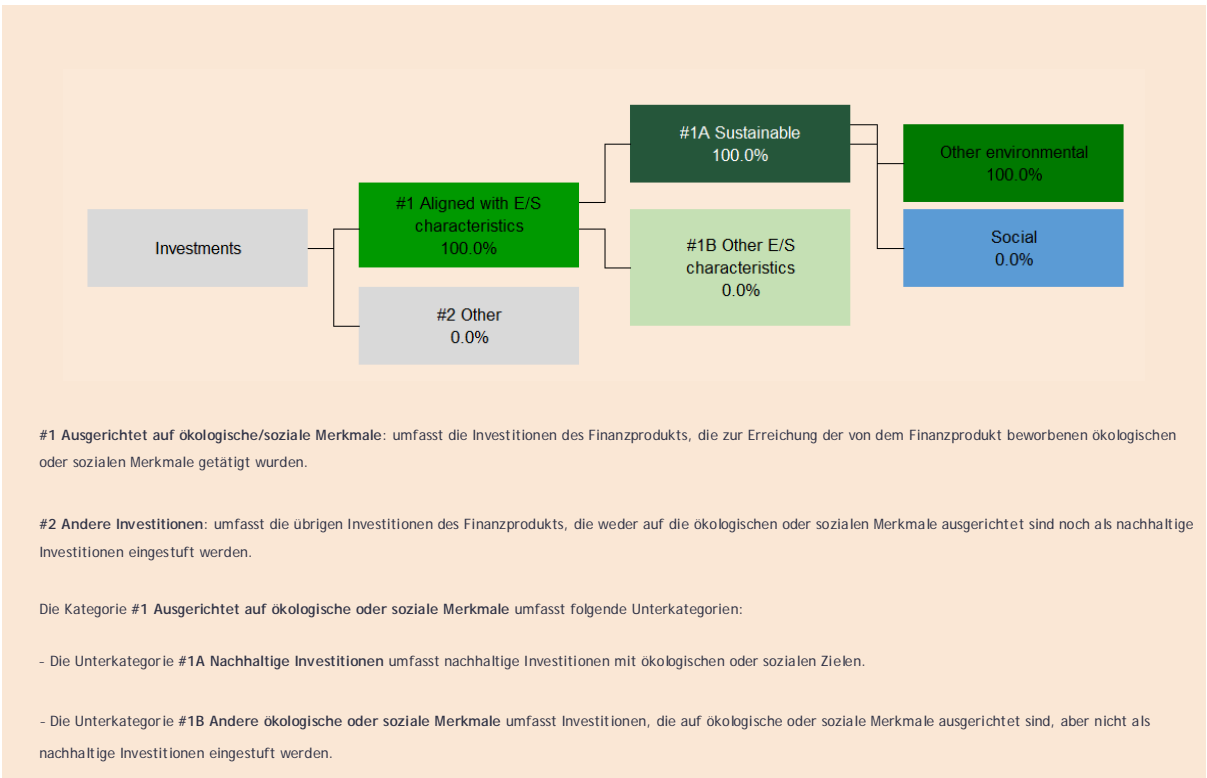 Investments
#1 Aligned with E/S
characteristics
100.0%
#2 Other
0.0%
#1A Sustainable
100.0%
#1B Other E/S
characteristics
0.0%
Other environmental
100.0%
Social
0.0%
#1 Ausgerichtet auf ökologische/soziale Merkmale: umfasst die Investitionen des Finanzprodukts, die zur Erreichung der von dem Finanzprodukt beworbenen ökologischen
oder sozialen Merkmale getätigt wurden.
#2 Andere Investitionen: umfasst die übrigen Investitionen des Finanzprodukts, die weder auf die ökologischen oder sozialen Merkmale ausgerichtet sind noch als nachhaltige
Investitionen eingestuft werden.
Die Kategorie #1 Ausgerichtet auf ökologische oder soziale Merkmale umfasst folgende Unterkategorien:
- Die Unterkategorie #1A Nachhaltige Investitionen umfasst nachhaltige Investitionen mit ökologischen oder sozialen Zielen.
- Die Unterkategorie #1B Andere ökologische oder soziale Merkmale umfasst Investitionen, die auf ökologische oder soziale Merkmale ausgerichtet sind, aber nicht als
nachhaltige Investitionen eingestuft werden.